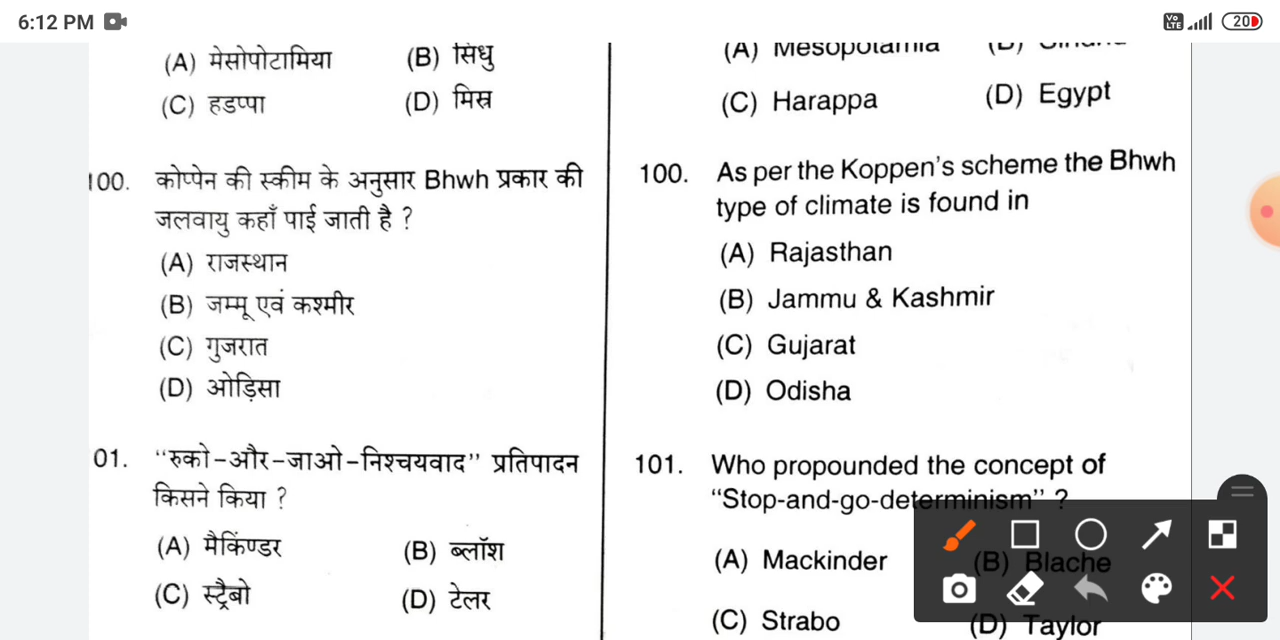 6:12 PM
Vo LTE 20
(A) मेसोपोटामिया (B) सिंधु
(C) हडप्पा (D) मिस्र
100. कोप्पेन की स्कीम के अनुसार Bhwh प्रकार की
जलवायु कहाँ पाई जाती है ?
(A) राजस्थान
(B) जम्मू एवं कश्मीर
(C) गुजरात
(D) ओड़िसा
01. “रुको-और-जाओ-निश्चयवाद” प्रतिपादन
किसने किया ?
(A) मैकिंण्डर (B) ब्लॉश
(C) स्ट्रैबो (D) टेलर
(A) Mesopotamia (B)
(C) Harappa (D) Egypt
100. As per the Koppen's scheme the Bhwh
type of climate is found in
(A) Rajasthan
(B) Jammu & Kashmir
(C) Gujarat
(D) Odisha
101. Who propounded the concept of
“Stop-and-go-determinism” ?
(A) Mackinder (B) Blache
(C) Strabo (D) Taylor